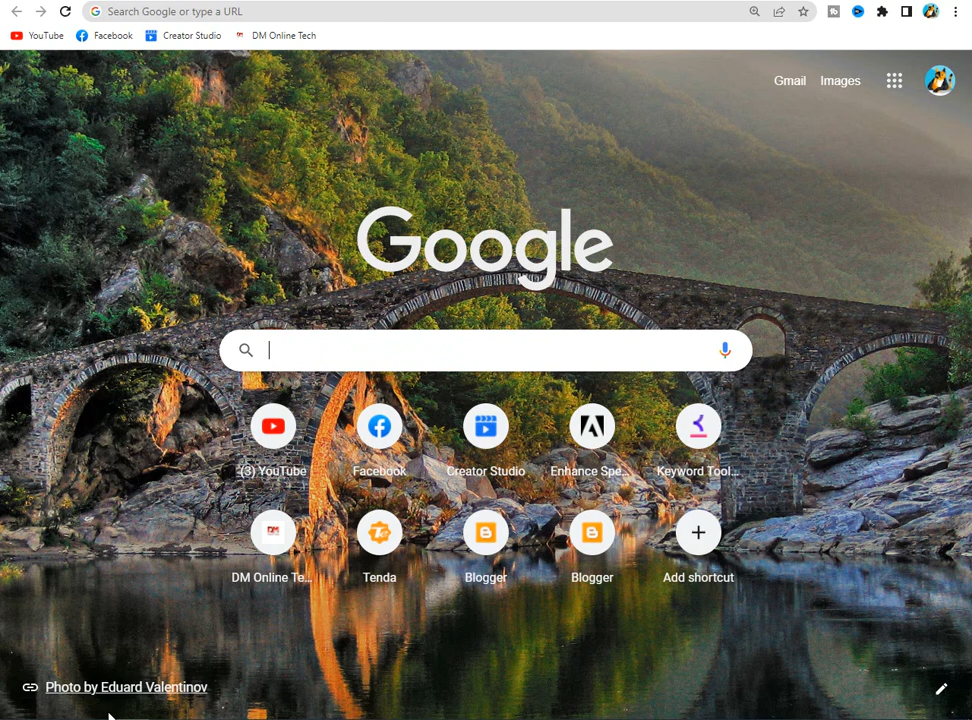 Search Google or type a URL
YouTube Facebook Creator Studio DM Online Tech
Gmail Images
Google
(3) YouTube Facebook Creator Studio Enhance Spe... Keyword Tool...
DM Online Te... Tenda Blogger Blogger Add shortcut
Photo by Eduard Valentinov